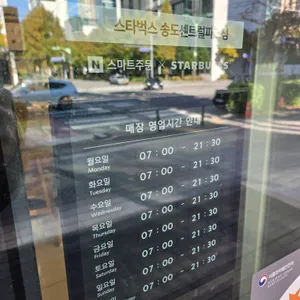 스타벅스 송도센트럴파크점
N 스마트주문 × STARBUCKS
매장 영업시간 안내
월요일 07 : 00 - 21 : 30
Monday
화요일 07 : 00 - 21 : 30
Tuesday
수요일 07 : 00 - 21 : 30
Wednesday
목요일 07 : 00 - 21 : 30
Thursday
금요일 07 : 00 - 21 : 30
Friday
토요일 07 : 00 - 21 : 30
Saturday
일요일 07 : 00 - 21 : 30
Sunday